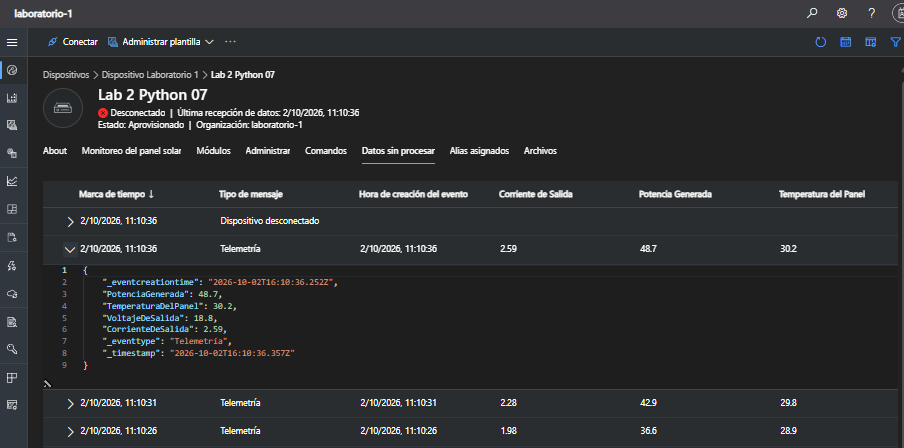 laboratorio-1
Conectar Administrar plantilla ···
Dispositivos > Dispositivo Laboratorio 1 > Lab 2 Python 07
Lab 2 Python 07
Desconectado | Última recepción de datos: 2/10/2026, 11:10:36
Estado: Aprovisionado | Organización: laboratorio-1
About Monitoreo del panel solar Módulos Administrar Comandos Datos sin procesar Alias asignados Archivos
Marca de tiempo ↓ Tipo de mensaje Hora de creación del evento Corriente de Salida Potencia Generada Temperatura del Panel
2/10/2026, 11:10:36 Dispositivo desconectado
2/10/2026, 11:10:36 Telemetría 2/10/2026, 11:10:36 2.59 48.7 30.2
1 {
2 "_eventcreationtime": "2026-10-02T16:10:36.252Z",
3 "PotenciaGenerada": 48.7,
4 "TemperaturaDelPanel": 30.2,
5 "VoltajeDeSalida": 18.8,
6 "CorrienteDeSalida": 2.59,
7 "_eventtype": "Telemetría",
8 "_timestamp": "2026-10-02T16:10:36.357Z"
9 }
2/10/2026, 11:10:31 Telemetría 2/10/2026, 11:10:31 2.28 42.9 29.8
2/10/2026, 11:10:26 Telemetría 2/10/2026, 11:10:26 1.98 36.6 28.9